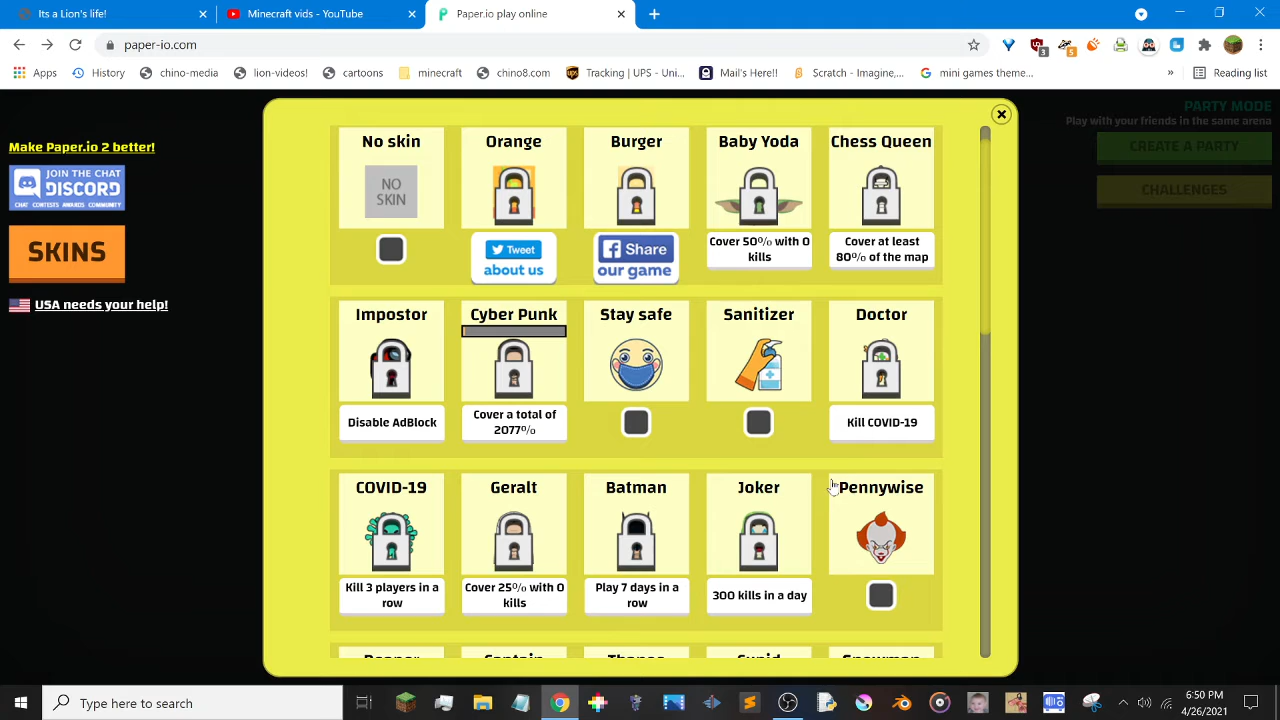 Its a Lion's life!
Minecraft vids - YouTube
Paper.io play online
paper-io.com
3
5
Apps
History
chino-media
lion-videos!
cartoons
minecraft
chino8.com
Tracking | UPS - Uni...
Mail's Here!!
Scratch - Imagine,...
mini games theme...
»
Reading list
Make Paper.io 2 better!
JOIN THE CHAT
DISCORD
CHAT CONTESTS AWARDS COMMUNITY
SKINS
USA needs your help!
PARTY MODE
Play with your friends in the same arena
CREATE A PARTY
CHALLENGES
No skin
Orange
Burger
Baby Yoda
Chess Queen
NO
SKIN
Tweet
about us
Share
our game
Cover 50% with 0
kills
Cover at least
80% of the map
Impostor
Cyber Punk
Stay safe
Sanitizer
Doctor
Disable AdBlock
Cover a total of
2077%
Kill COVID-19
COVID-19
Geralt
Batman
Joker
Pennywise
Kill 3 players in a
row
Cover 25% with 0
kills
Play 7 days in a
row
300 kills in a day
Type here to search
6:50 PM
4/26/2021